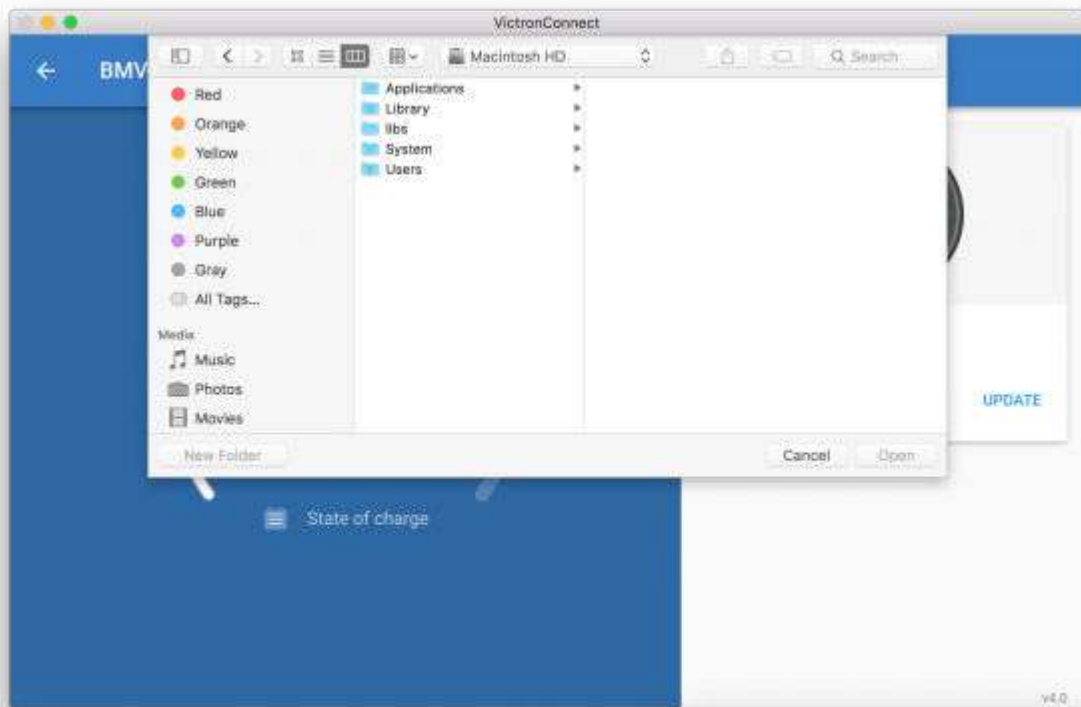 VictronConnect
BMV
Macintosh HD
Search
Red
Orange
Yellow
Green
Blue
Purple
Gray
All Tags...
Media
Music
Photos
Movies
Applications
Library
libs
System
Users
New Folder
Cancel
Open
UPDATE
State of charge
v4.0